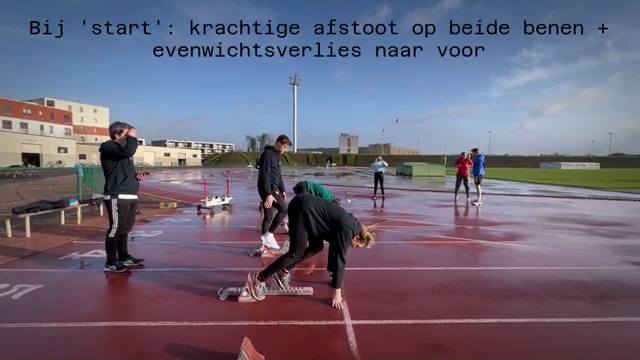 Bij 'start': krachtige afstoot op beide benen +
evenwichtsverlies naar voor